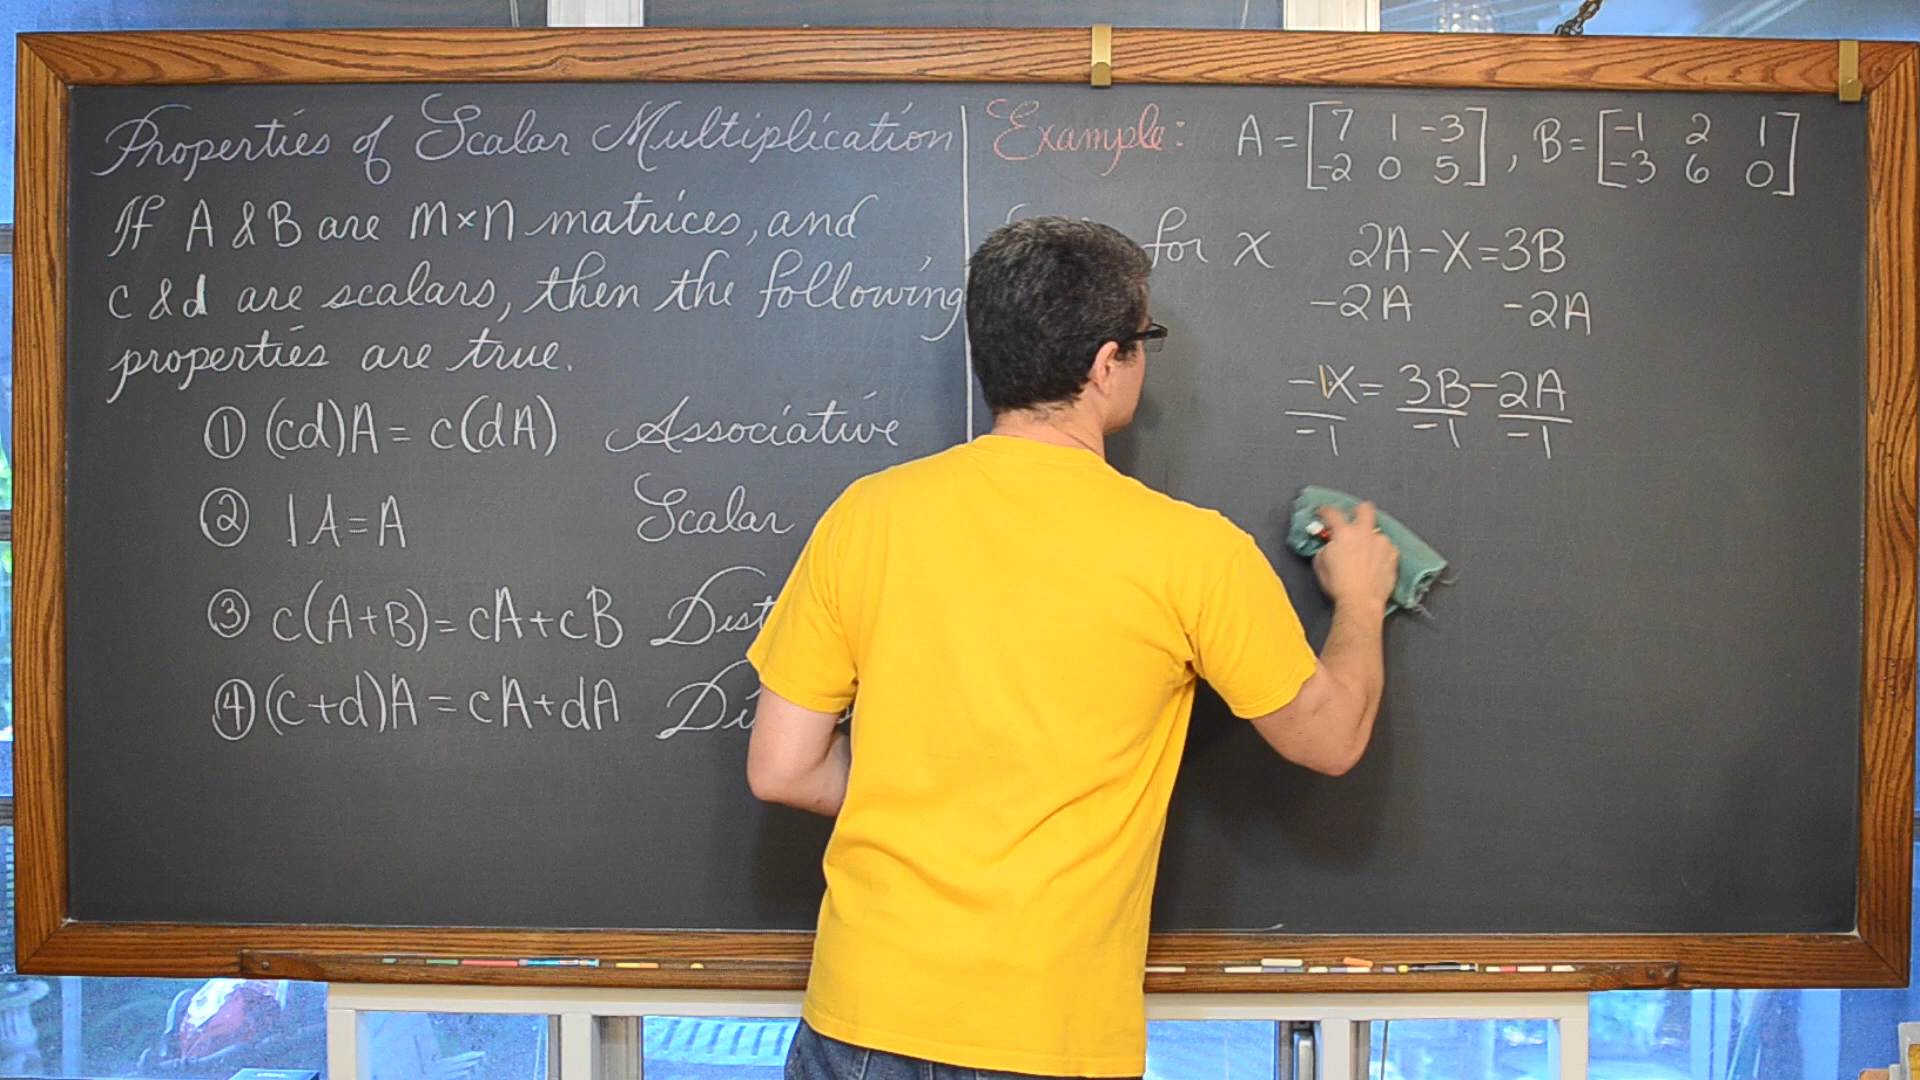 Properties of Scalar Multiplication
If A & B are m×n matrices, and
c & d are scalars, then the following
properties are true.
① (cd)A = c(dA) Associative
② 1A = A Scalar
③ c(A+B) = cA+cB
④ (c+d)A = cA+dA
Example: A = [7 1 -3
-2 0 5], B = [-1 2 1
-3 6 0]
for X 2A-X=3B
-2A -2A
-1X = 3B-2A
-1 -1 -1